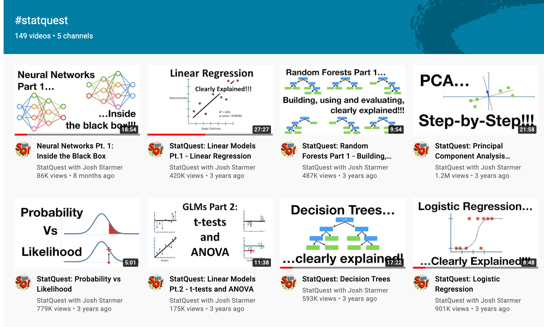 #statquest
149 videos • 5 channels
Neural Networks
Part 1...
...Inside
the black box!
18:54
Linear Regression
Clearly Explained!!!
27:27
Random Forests Part 1...
Building, using and evaluating,
clearly explained!!!
9:54
PCA...
Step-by-Step!!!
21:58
Neural Networks Pt. 1:
Inside the Black Box
StatQuest with Josh Starmer
86K views • 8 months ago
StatQuest: Linear Models
Pt.1 - Linear Regression
StatQuest with Josh Starmer
420K views • 3 years ago
StatQuest: Random
Forests Part 1 - Building,...
StatQuest with Josh Starmer
487K views • 3 years ago
StatQuest: Principal
Component Analysis...
StatQuest with Josh Starmer
1.2M views • 3 years ago
Probability
Vs
Likelihood
5:01
GLMs Part 2:
t-tests
and
ANOVA
11:38
Decision Trees...
...clearly explained!
17:22
Logistic Regression...
...Clearly Explained!!!
8:48
StatQuest: Probability vs
Likelihood
StatQuest with Josh Starmer
779K views • 3 years ago
StatQuest: Linear Models
Pt.2 - t-tests and ANOVA
StatQuest with Josh Starmer
175K views • 3 years ago
StatQuest: Decision Trees
StatQuest with Josh Starmer
593K views • 3 years ago
StatQuest: Logistic
Regression
StatQuest with Josh Starmer
901K views • 3 years ago